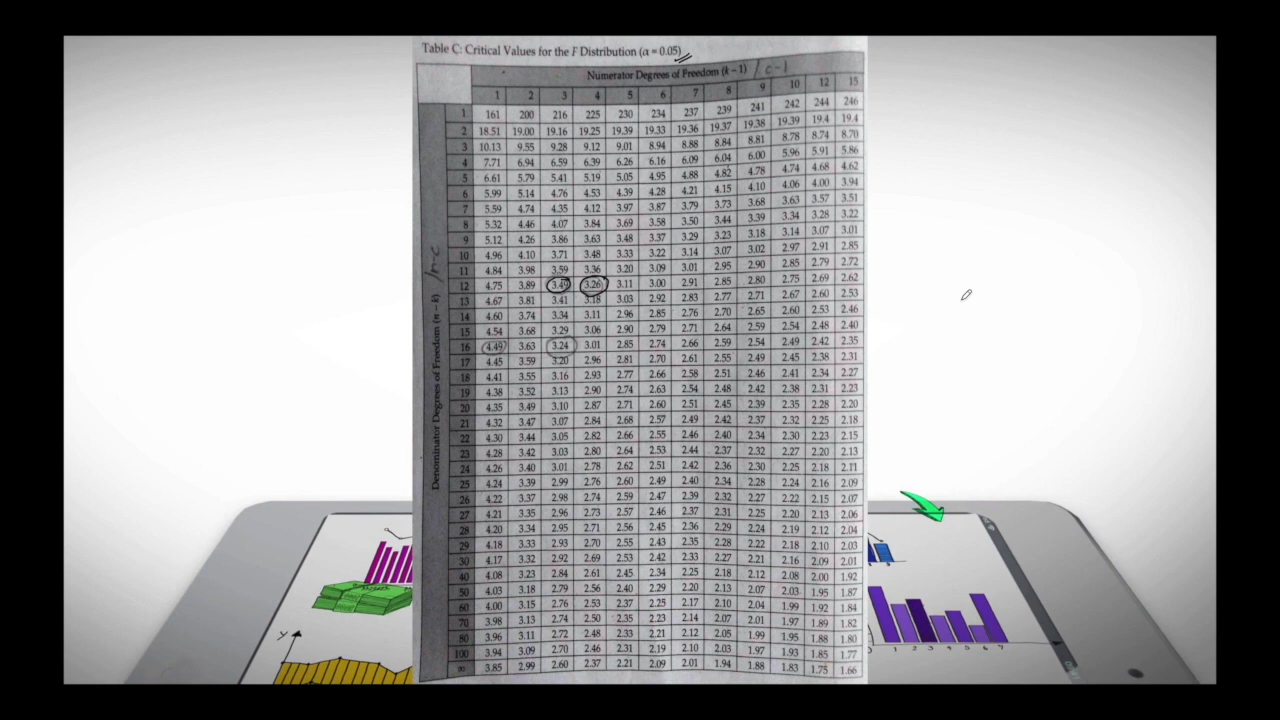 Table C: Critical Values for the F Distribution (α = 0.05)
Numerator Degrees of Freedom (k – 1) / c-1
1 2 3 4 5 6 7 8 9 10 12 15
Denominator Degrees of Freedom (n – k) / n-c
1 161 200 216 225 230 234 237 239 241 242 244 246
2 18.51 19.00 19.16 19.25 19.39 19.33 19.36 19.37 19.38 19.39 19.4 19.4
3 10.13 9.55 9.28 9.12 9.01 8.94 8.88 8.84 8.81 8.78 8.74 8.70
4 7.71 6.94 6.59 6.39 6.26 6.16 6.09 6.04 6.00 5.96 5.91 5.86
5 6.61 5.79 5.41 5.19 5.05 4.95 4.88 4.82 4.78 4.74 4.68 4.62
6 5.99 5.14 4.76 4.53 4.39 4.28 4.21 4.15 4.10 4.06 4.00 3.94
7 5.59 4.74 4.35 4.12 3.97 3.87 3.79 3.73 3.68 3.63 3.57 3.51
8 5.32 4.46 4.07 3.84 3.69 3.58 3.50 3.44 3.39 3.34 3.28 3.22
9 5.12 4.26 3.86 3.63 3.48 3.37 3.29 3.23 3.18 3.14 3.07 3.01
10 4.96 4.10 3.71 3.48 3.33 3.22 3.14 3.07 3.02 2.97 2.91 2.85
11 4.84 3.98 3.59 3.36 3.20 3.09 3.01 2.95 2.90 2.85 2.79 2.72
12 4.75 3.89 3.49 3.26 3.11 3.00 2.91 2.85 2.80 2.75 2.69 2.62
13 4.67 3.81 3.41 3.18 3.03 2.92 2.83 2.77 2.71 2.67 2.60 2.53
14 4.60 3.74 3.34 3.11 2.96 2.85 2.76 2.70 2.65 2.60 2.53 2.46
15 4.54 3.68 3.29 3.06 2.90 2.79 2.71 2.64 2.59 2.54 2.48 2.40
16 4.49 3.63 3.24 3.01 2.85 2.74 2.66 2.59 2.54 2.49 2.42 2.35
17 4.45 3.59 3.20 2.96 2.81 2.70 2.61 2.55 2.49 2.45 2.38 2.31
18 4.41 3.55 3.16 2.93 2.77 2.66 2.58 2.51 2.46 2.41 2.34 2.27
19 4.38 3.52 3.13 2.90 2.74 2.63 2.54 2.48 2.42 2.38 2.31 2.23
20 4.35 3.49 3.10 2.87 2.71 2.60 2.51 2.45 2.39 2.35 2.28 2.20
21 4.32 3.47 3.07 2.84 2.68 2.57 2.49 2.42 2.37 2.32 2.25 2.18
22 4.30 3.44 3.05 2.82 2.66 2.55 2.46 2.40 2.34 2.30 2.23 2.15
23 4.28 3.42 3.03 2.80 2.64 2.53 2.44 2.37 2.32 2.27 2.20 2.13
24 4.26 3.40 3.01 2.78 2.62 2.51 2.42 2.36 2.30 2.25 2.18 2.11
25 4.24 3.39 2.99 2.76 2.60 2.49 2.40 2.34 2.28 2.24 2.16 2.09
26 4.22 3.37 2.98 2.74 2.59 2.47 2.39 2.32 2.27 2.22 2.15 2.07
27 4.21 3.35 2.96 2.73 2.57 2.46 2.37 2.31 2.25 2.20 2.13 2.06
28 4.20 3.34 2.95 2.71 2.56 2.45 2.36 2.29 2.24 2.19 2.12 2.04
29 4.18 3.33 2.93 2.70 2.55 2.43 2.35 2.28 2.22 2.18 2.10 2.03
30 4.17 3.32 2.92 2.69 2.53 2.42 2.33 2.27 2.21 2.16 2.09 2.01
40 4.08 3.23 2.84 2.61 2.45 2.34 2.25 2.18 2.12 2.08 2.00 1.92
50 4.03 3.18 2.79 2.56 2.40 2.29 2.20 2.13 2.07 2.03 1.95 1.87
60 4.00 3.15 2.76 2.53 2.37 2.25 2.17 2.10 2.04 1.99 1.92 1.84
70 3.98 3.13 2.74 2.50 2.35 2.23 2.14 2.07 2.01 1.97 1.89 1.82
80 3.96 3.11 2.72 2.48 2.33 2.21 2.12 2.05 1.99 1.95 1.88 1.80
100 3.94 3.09 2.70 2.46 2.31 2.19 2.10 2.03 1.97 1.93 1.85 1.77
∞ 3.85 2.99 2.60 2.37 2.21 2.09 2.01 1.94 1.88 1.83 1.75 1.66
Y
1 2 3 4 5 6 7